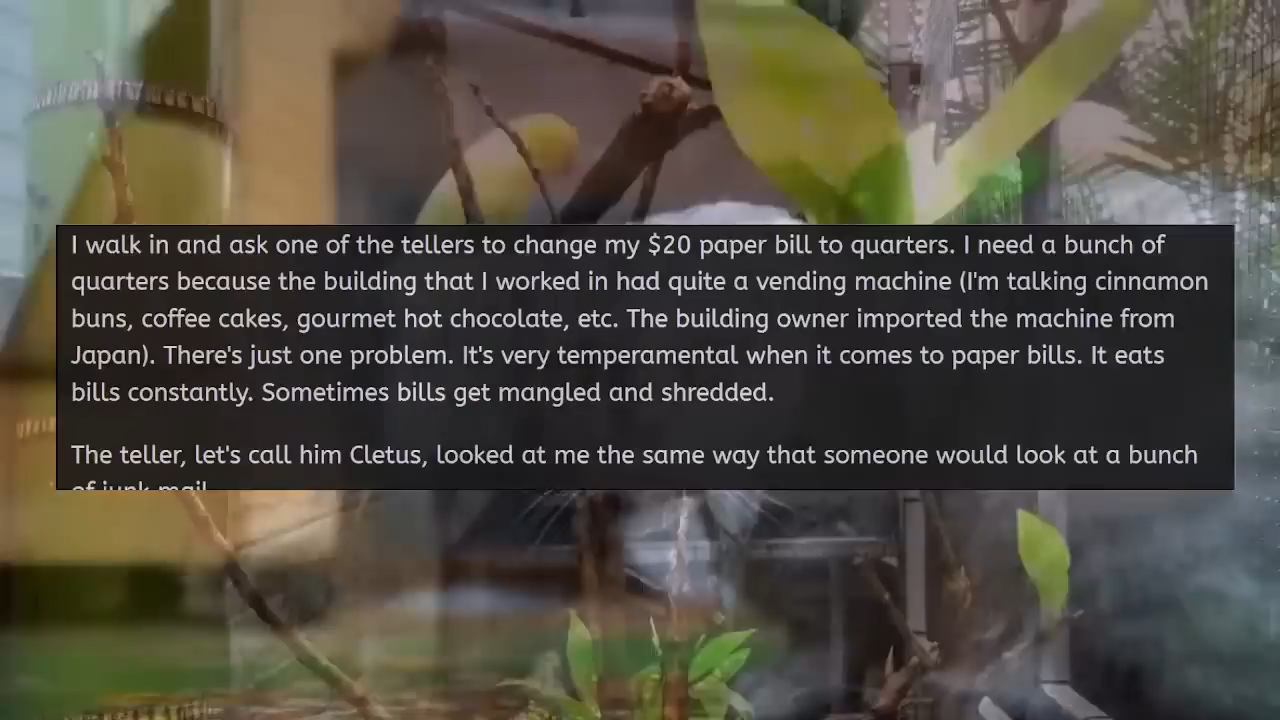 I walk in and ask one of the tellers to change my $20 paper bill to quarters. I need a bunch of
quarters because the building that I worked in had quite a vending machine (I'm talking cinnamon
buns, coffee cakes, gourmet hot chocolate, etc. The building owner imported the machine from
Japan). There's just one problem. It's very temperamental when it comes to paper bills. It eats
bills constantly. Sometimes bills get mangled and shredded.
The teller, let's call him Cletus, looked at me the same way that someone would look at a bunch
of junk mail